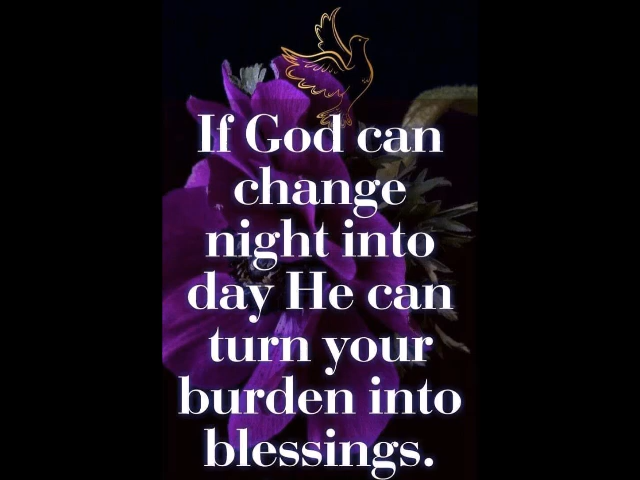 If God can
change
night into
day He can
turn your
burden into
blessings.